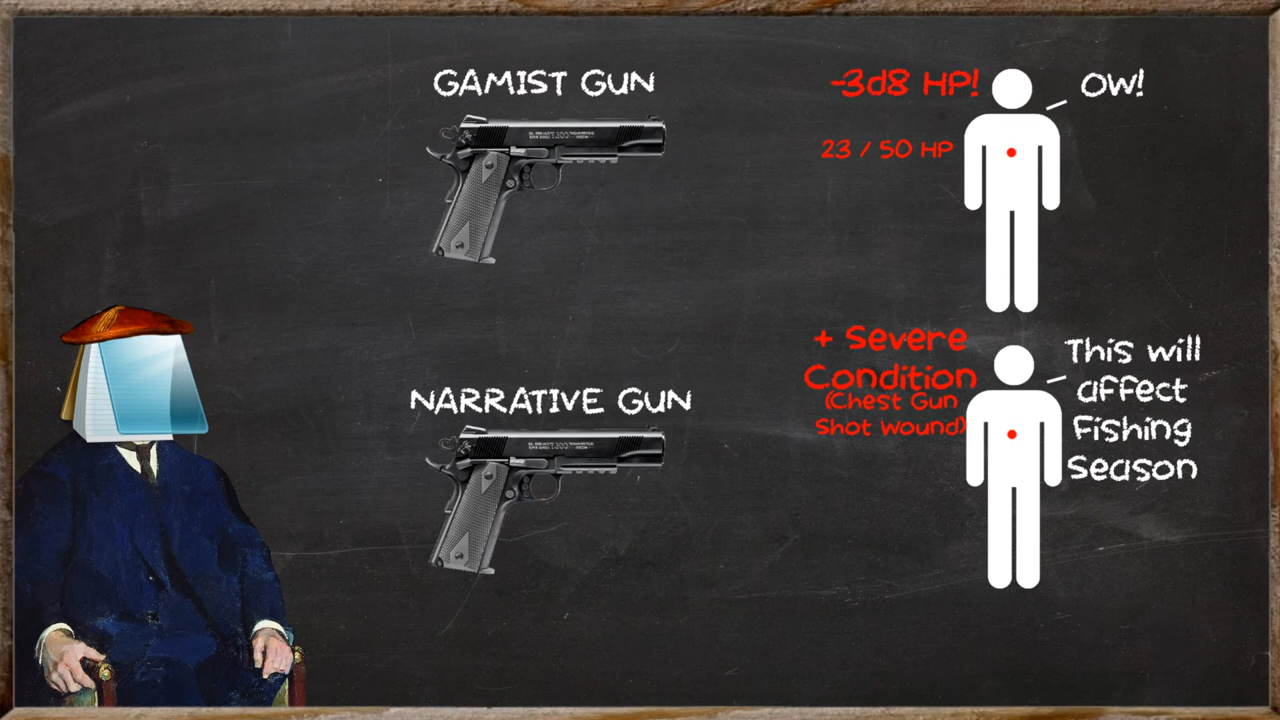 GAMIST GUN
-3d8 HP!
OW!
23 / 50 HP
NARRATIVE GUN
+ Severe
Condition
(Chest Gun
Shot Wound)
This will
affect
Fishing
Season